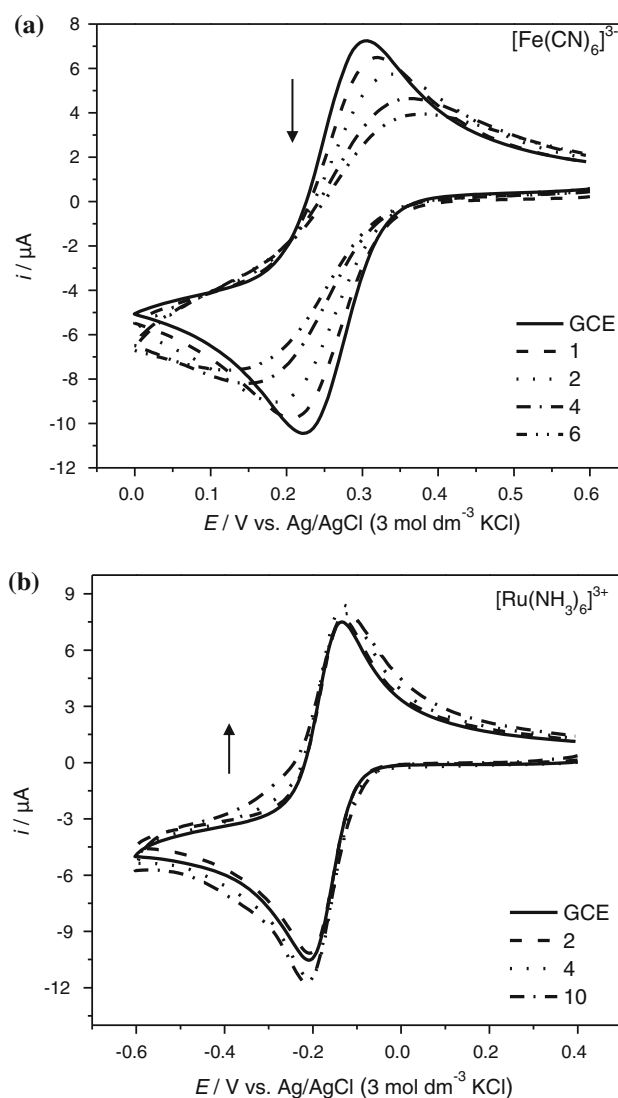 (a)
[Fe(CN)₆]³⁻
8
6
4
2
0
-2
-4
-6
-8
-10
-12
i / μA
GCE
1
2
4
6
0.0 0.1 0.2 0.3 0.4 0.5 0.6
E / V vs. Ag/AgCl (3 mol dm⁻³ KCl)
(b)
[Ru(NH₃)₆]³⁺
9
6
3
0
-3
-6
-9
-12
i / μA
GCE
2
4
10
-0.6 -0.4 -0.2 0.0 0.2 0.4
E / V vs. Ag/AgCl (3 mol dm⁻³ KCl)